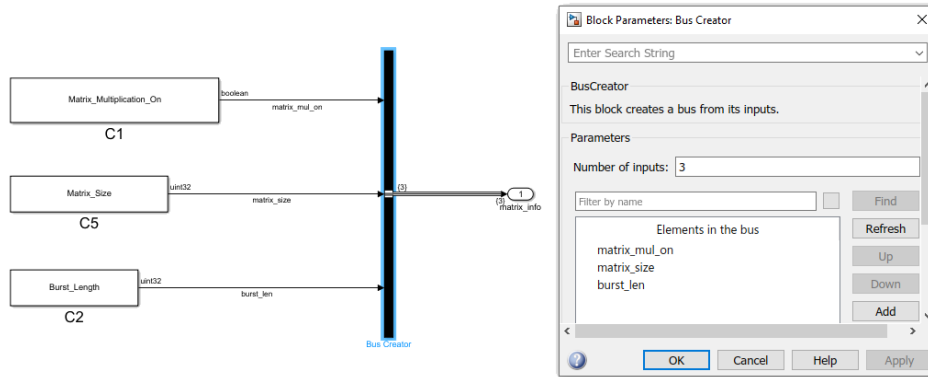 Matrix_Multiplication_On
boolean
matrix_mul_on
C1
Matrix_Size
uint32
matrix_size
C5
Burst_Length
uint32
burst_len
C2
{3}
1
{3}
matrix_info
Bus Creator
Block Parameters: Bus Creator
Enter Search String
BusCreator
This block creates a bus from its inputs.
Parameters
Number of inputs: 3
Filter by name
Find
Elements in the bus
Refresh
matrix_mul_on
Up
matrix_size
burst_len
Down
Add
OK Cancel Help Apply